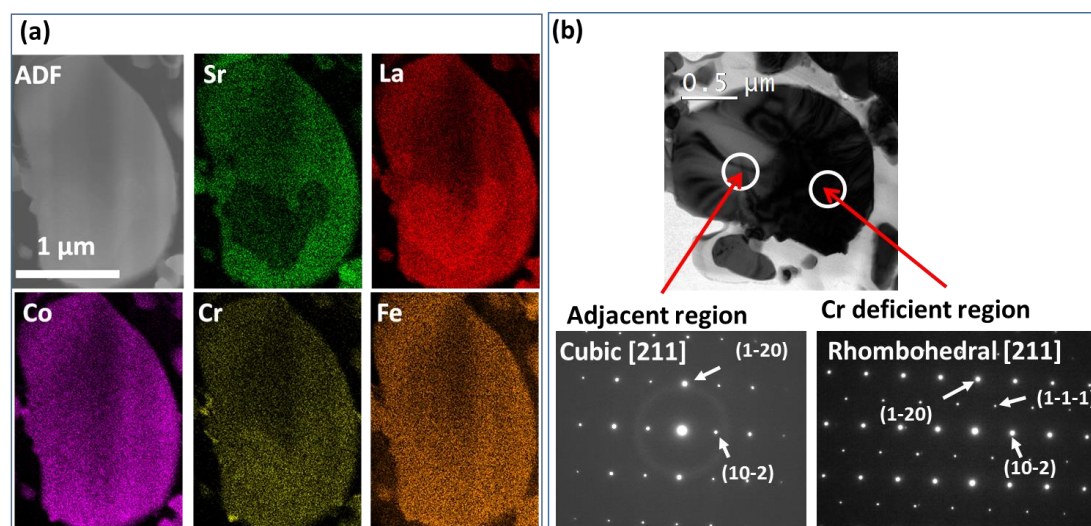 (a)
ADF
Sr
La
1 μm
Co
Cr
Fe
(b)
0.5 μm
Adjacent region
Cr deficient region
Cubic [211]
(1-20)
(10-2)
Rhombohedral [211]
(1-20)
(1-1-1)
(10-2)